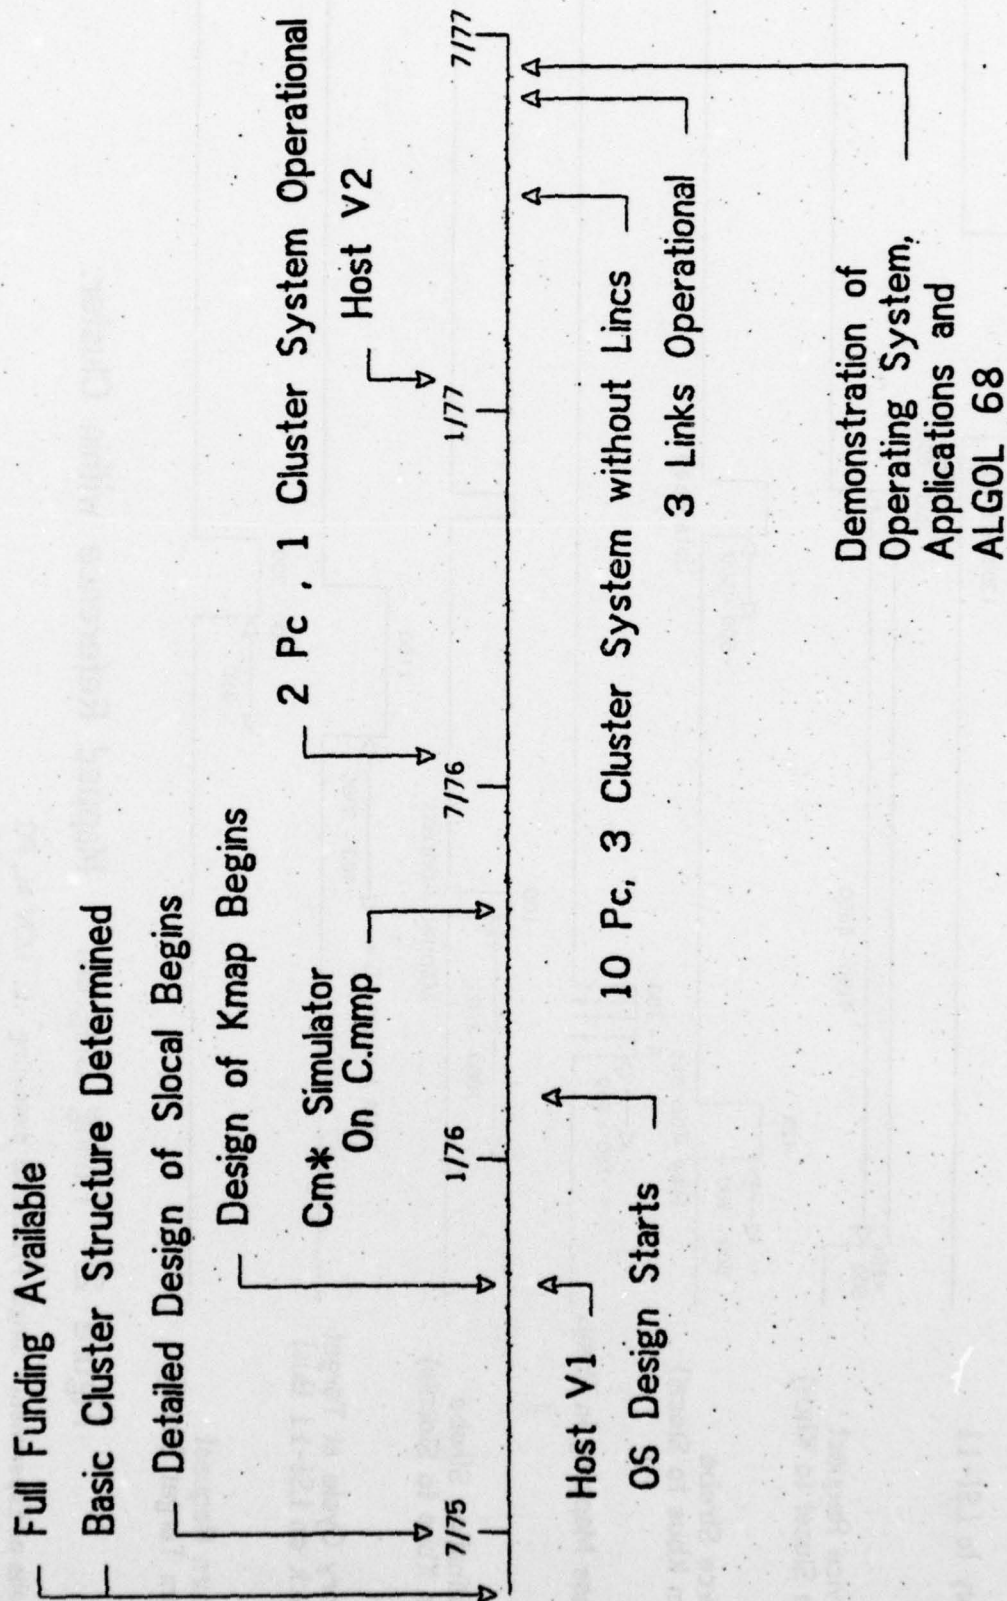 Full Funding Available
Basic Cluster Structure Determined
Detailed Design of Slocal Begins
Design of Kmap Begins
Cm* Simulator
On C.mmp
2 Pc , 1 Cluster System Operational
Host V2
7/75
1/76
7/76
1/77
7/77
Host V1
OS Design Starts
10 Pc, 3 Cluster System without Lincs
3 Links Operational
Demonstration of
Operating System,
Applications and
ALGOL 68